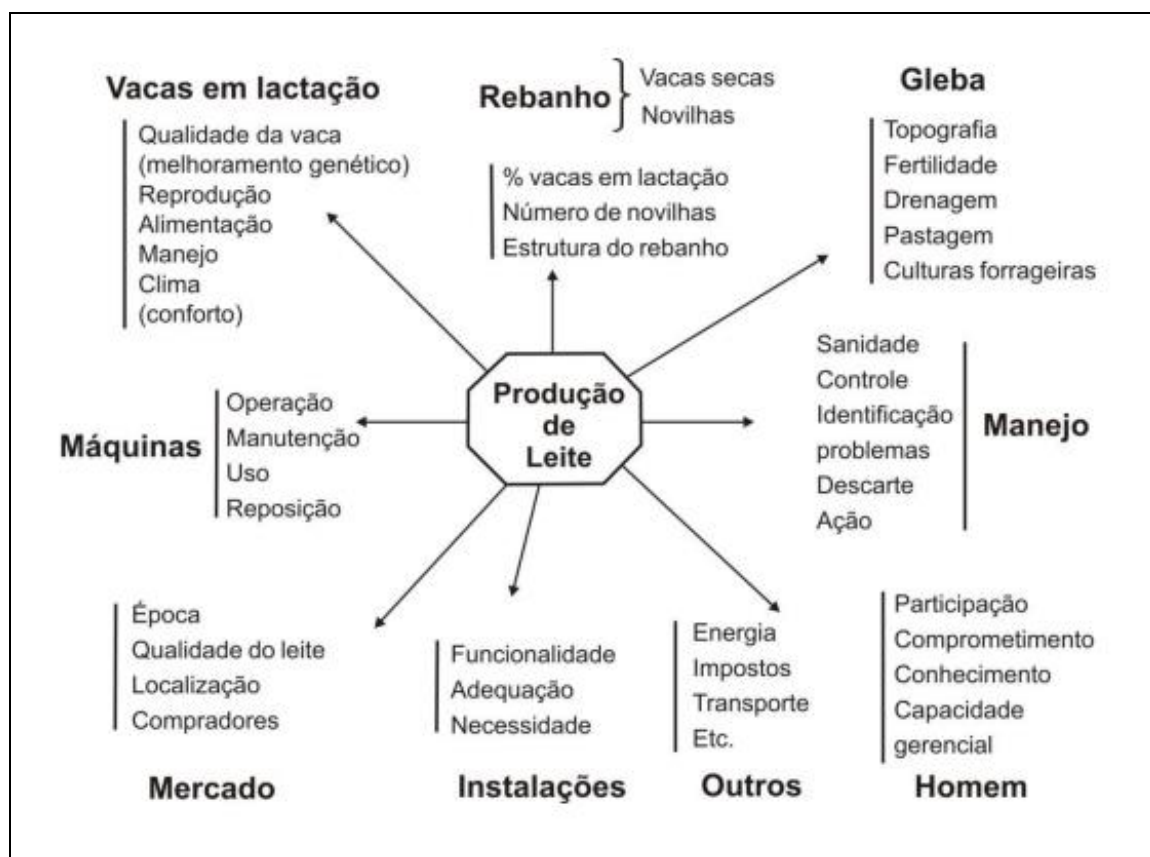 Vacas em lactação
Qualidade da vaca
(melhoramento genético)
Reprodução
Alimentação
Manejo
Clima
(conforto)
Rebanho
Vacas secas
Novilhas
% vacas em lactação
Número de novilhas
Estrutura do rebanho
Gleba
Topografia
Fertilidade
Drenagem
Pastagem
Culturas forrageiras
Máquinas
Operação
Manutenção
Uso
Reposição
Produção
de
Leite
Sanidade
Controle
Identificação
problemas
Descarte
Ação
Manejo
Época
Qualidade do leite
Localização
Compradores
Mercado
Funcionalidade
Adequação
Necessidade
Instalações
Energia
Impostos
Transporte
Etc.
Outros
Participação
Comprometimento
Conhecimento
Capacidade
gerencial
Homem